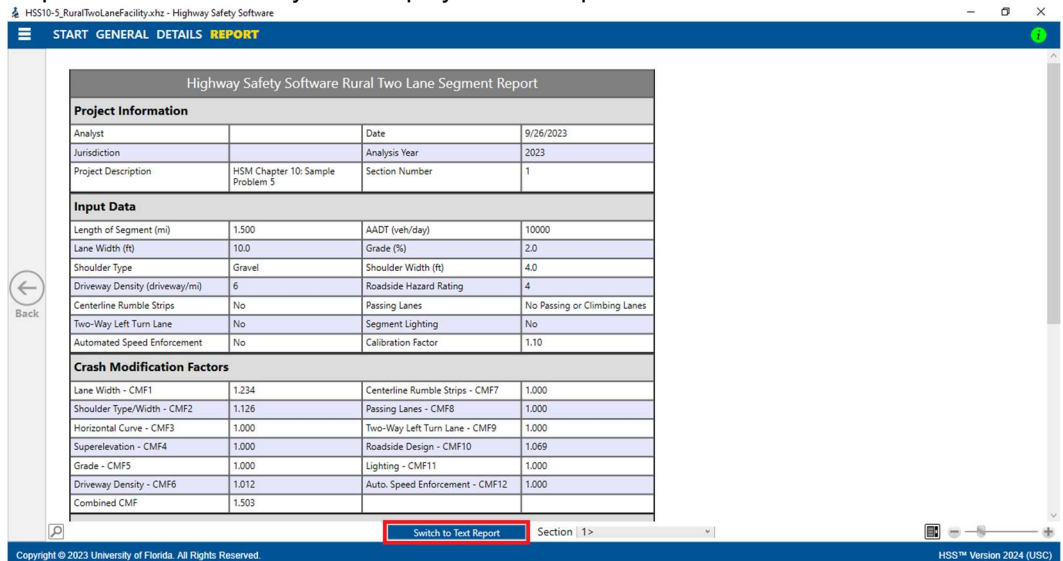 HSS10-5_RuralTwoLaneFacility.xhz - Highway Safety Software
START GENERAL DETAILS REPORT
Highway Safety Software Rural Two Lane Segment Report
Project Information
Analyst Date 9/26/2023
Jurisdiction Analysis Year 2023
Project Description HSM Chapter 10: Sample Problem 5 Section Number 1
Input Data
Length of Segment (mi) 1.500 AADT (veh/day) 10000
Lane Width (ft) 10.0 Grade (%) 2.0
Shoulder Type Gravel Shoulder Width (ft) 4.0
Driveway Density (driveway/mi) 6 Roadside Hazard Rating 4
Centerline Rumble Strips No Passing Lanes No Passing or Climbing Lanes
Back
Two-Way Left Turn Lane No Segment Lighting No
Automated Speed Enforcement No Calibration Factor 1.10
Crash Modification Factors
Lane Width - CMF1 1.234 Centerline Rumble Strips - CMF7 1.000
Shoulder Type/Width - CMF2 1.126 Passing Lanes - CMF8 1.000
Horizontal Curve - CMF3 1.000 Two-Way Left Turn Lane - CMF9 1.000
Superelevation - CMF4 1.000 Roadside Design - CMF10 1.069
Grade - CMF5 1.000 Lighting - CMF11 1.000
Driveway Density - CMF6 1.012 Auto. Speed Enforcement - CMF12 1.000
Combined CMF 1.503
Switch to Text Report Section 1>
Copyright © 2023 University of Florida. All Rights Reserved. HSS™ Version 2024 (USC)